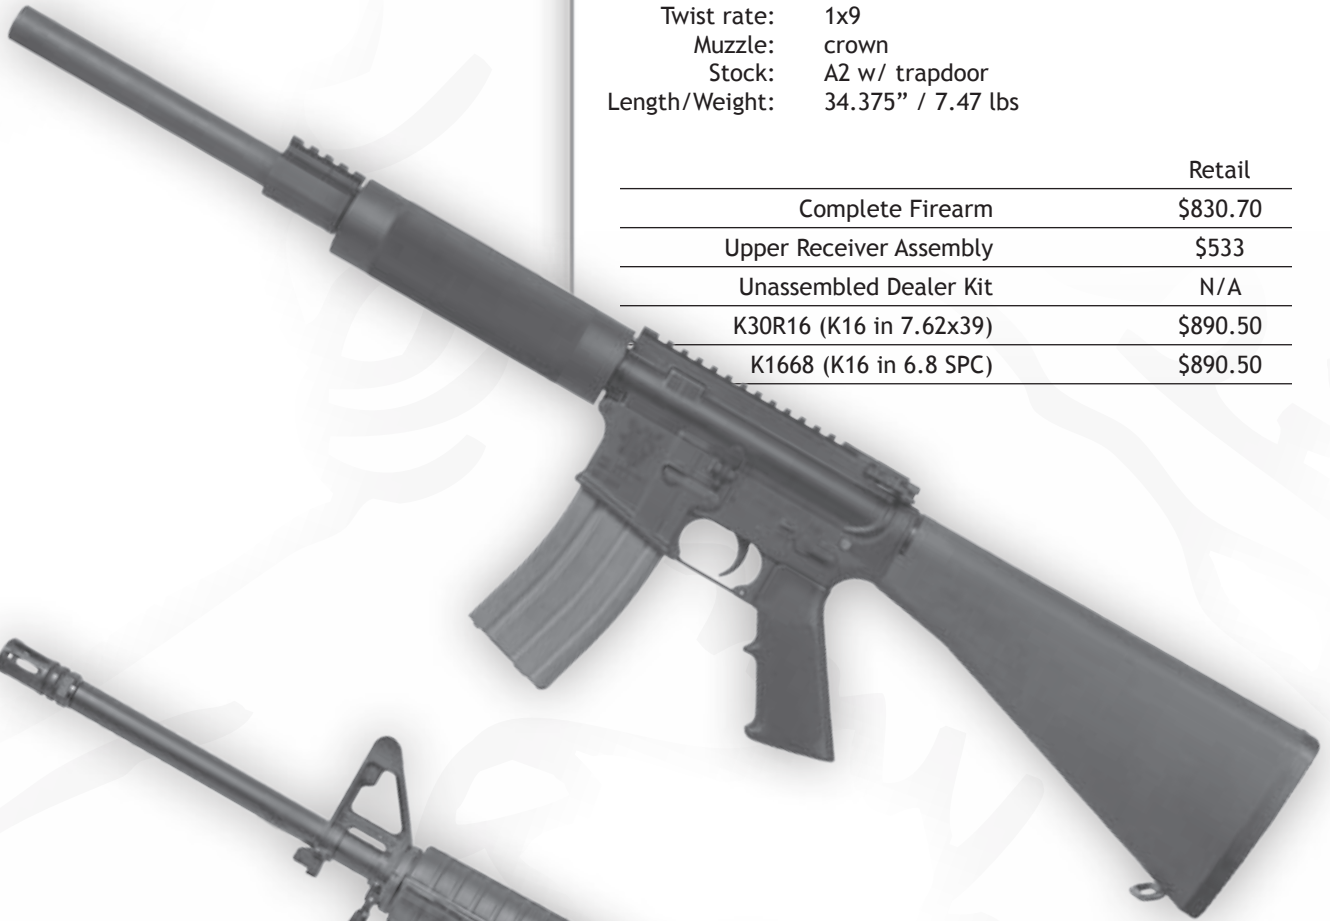 Twist rate: 1x9
Muzzle: crown
Stock: A2 w/ trapdoor
Length/Weight: 34.375” / 7.47 lbs
Retail
Complete Firearm $830.70
Upper Receiver Assembly $533
Unassembled Dealer Kit N/A
K30R16 (K16 in 7.62x39) $890.50
K1668 (K16 in 6.8 SPC) $890.50